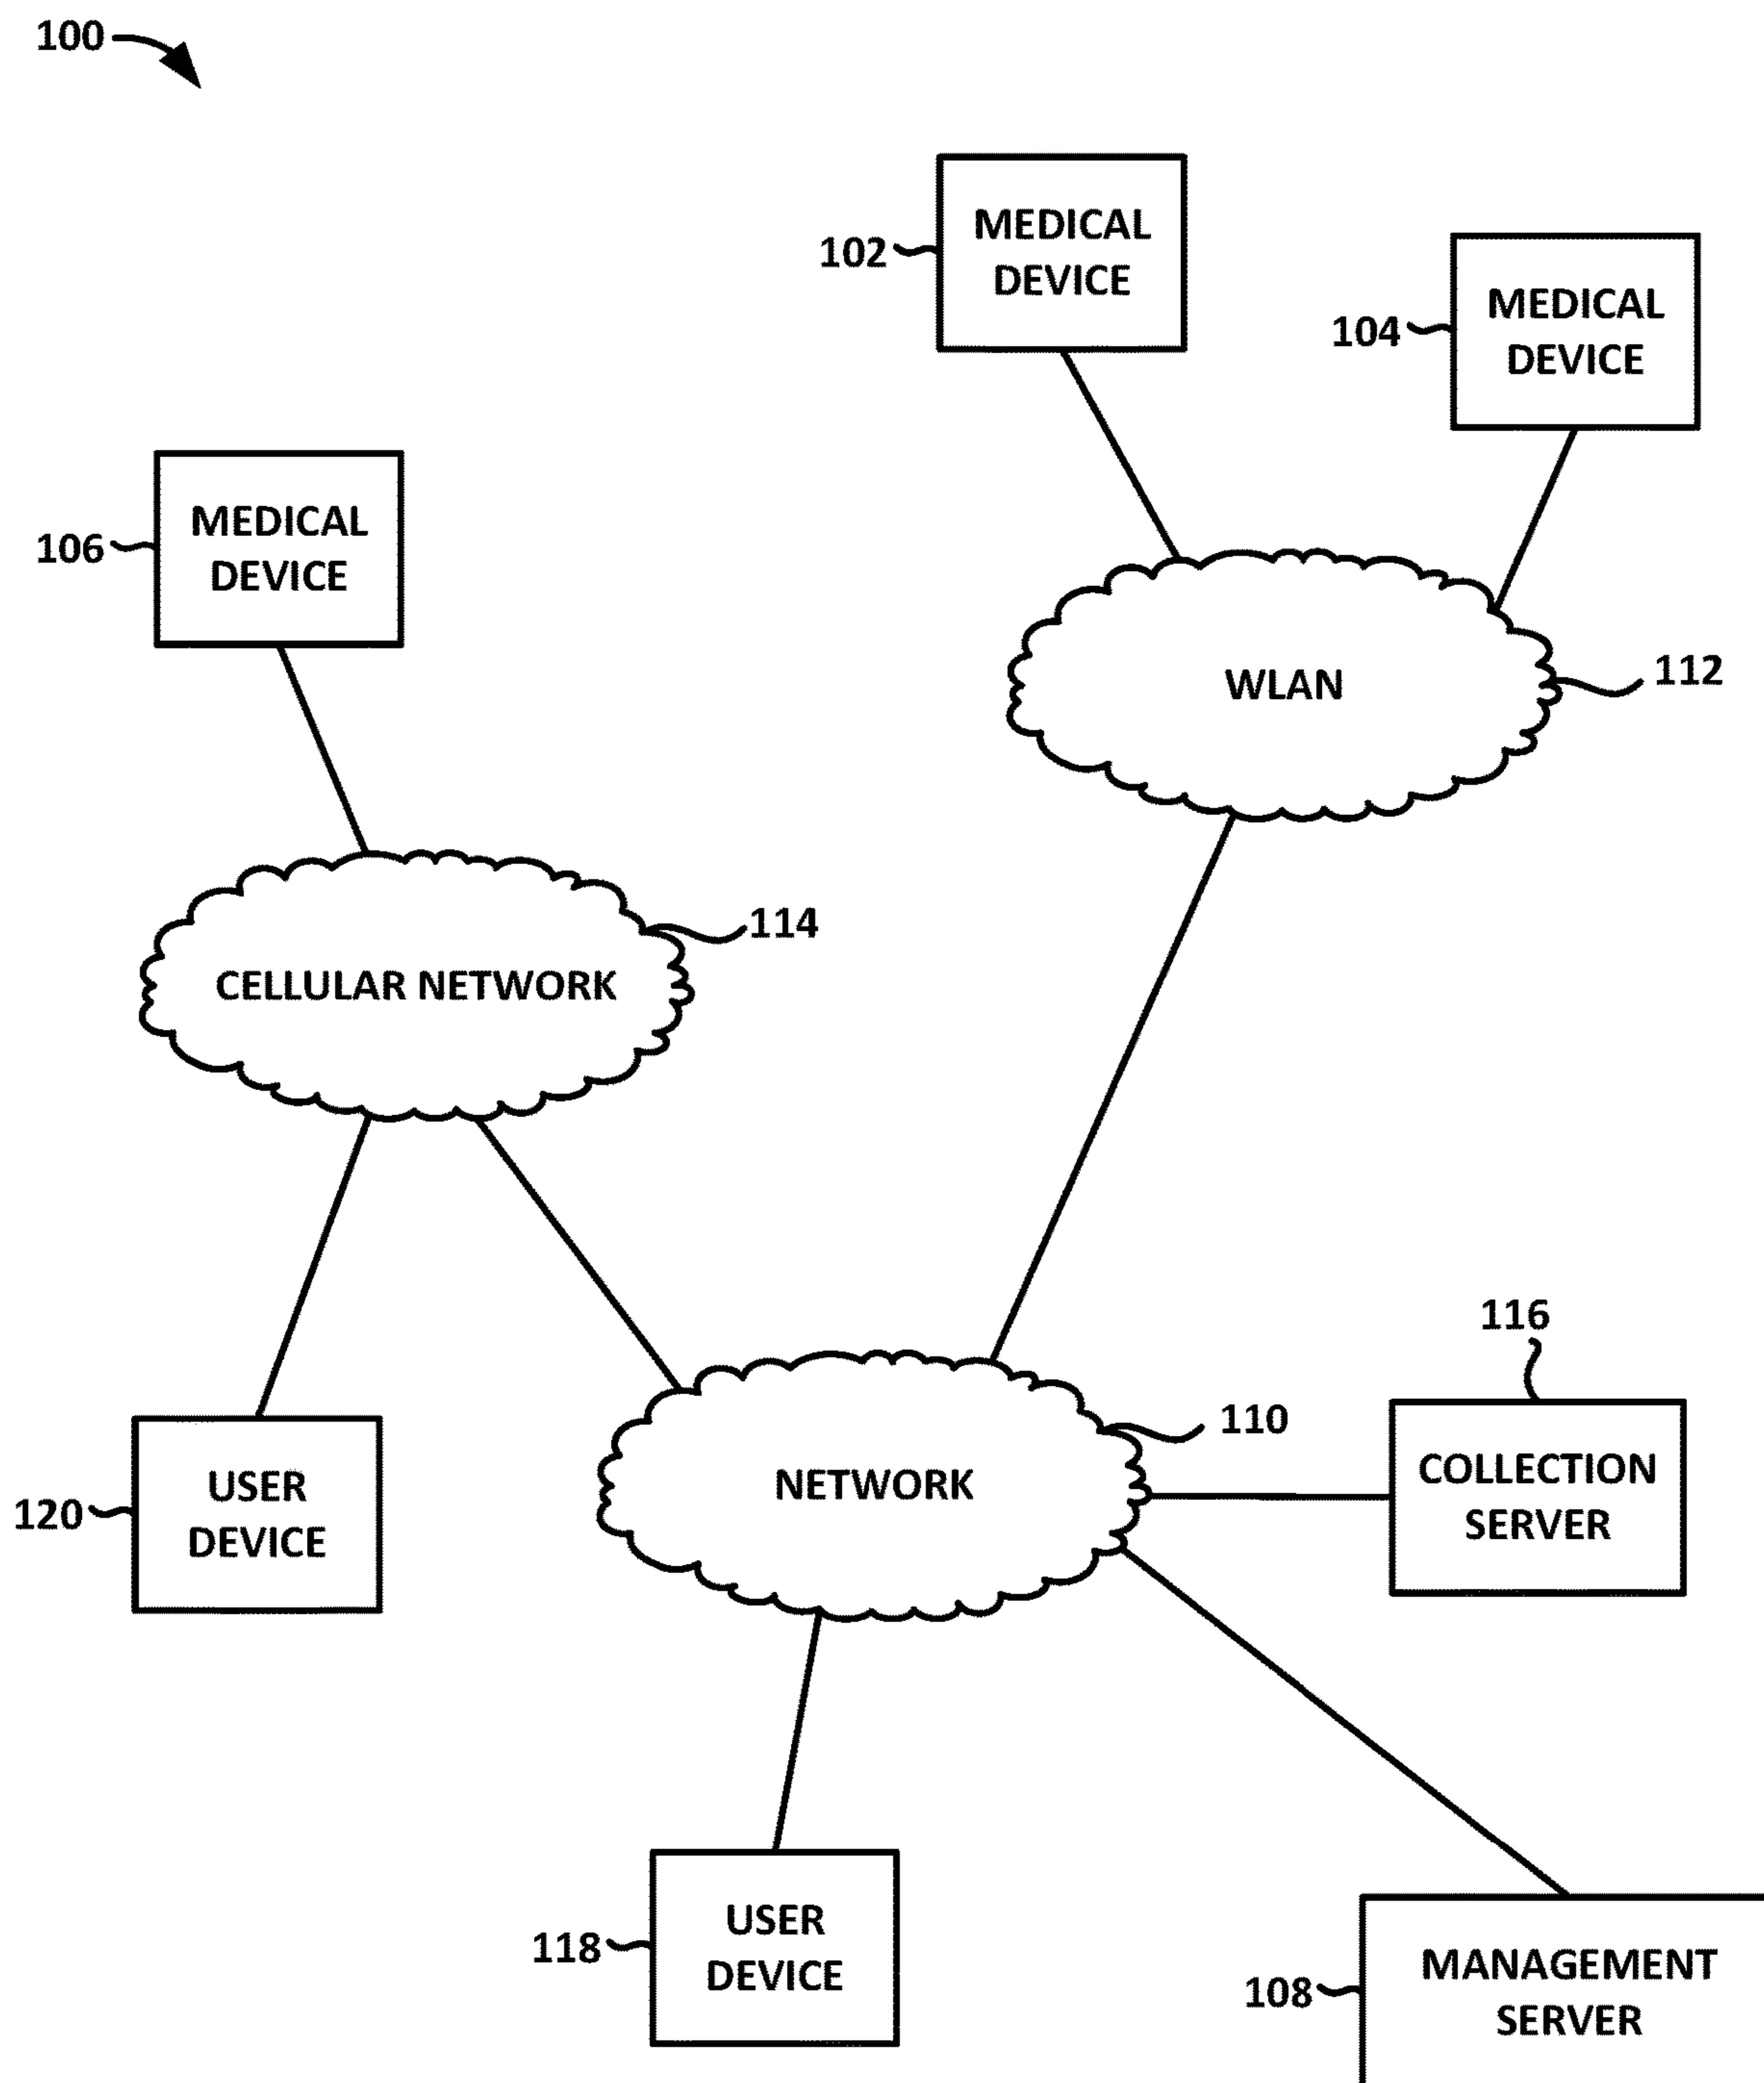 100
102
MEDICAL
DEVICE
104
MEDICAL
DEVICE
106
MEDICAL
DEVICE
WLAN
112
114
CELLULAR NETWORK
116
110
NETWORK
COLLECTION
SERVER
120
USER
DEVICE
118
USER
DEVICE
108
MANAGEMENT
SERVER